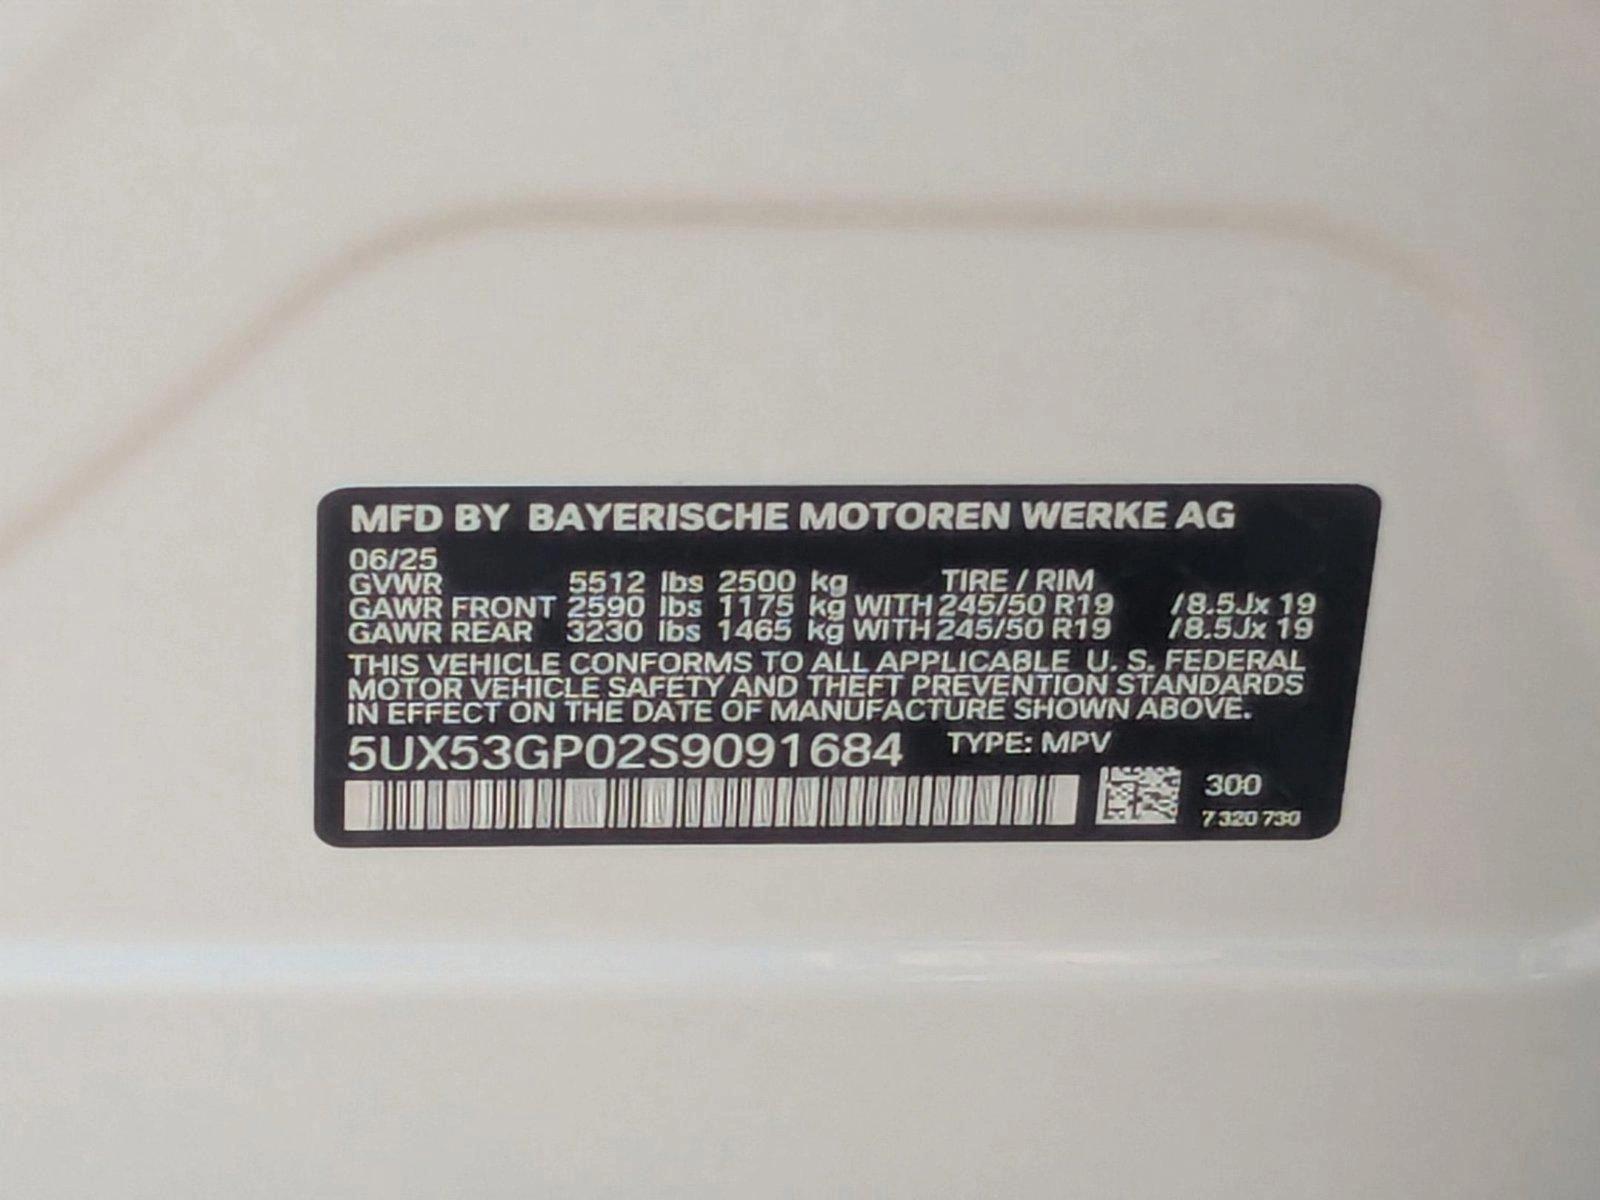 MFD BY BAYERISCHE MOTOREN WERKE AG
06/25
GVWR 5512 lbs 2500 kg TIRE / RIM
GAWR FRONT 2590 lbs 1175 kg WITH 245/50 R19 /8.5Jx 19
GAWR REAR 3230 lbs 1465 kg WITH 245/50 R19 /8.5Jx 19
THIS VEHICLE CONFORMS TO ALL APPLICABLE U. S. FEDERAL
MOTOR VEHICLE SAFETY AND THEFT PREVENTION STANDARDS
IN EFFECT ON THE DATE OF MANUFACTURE SHOWN ABOVE.
5UX53GP02S9091684 TYPE: MPV
300
7 320 730